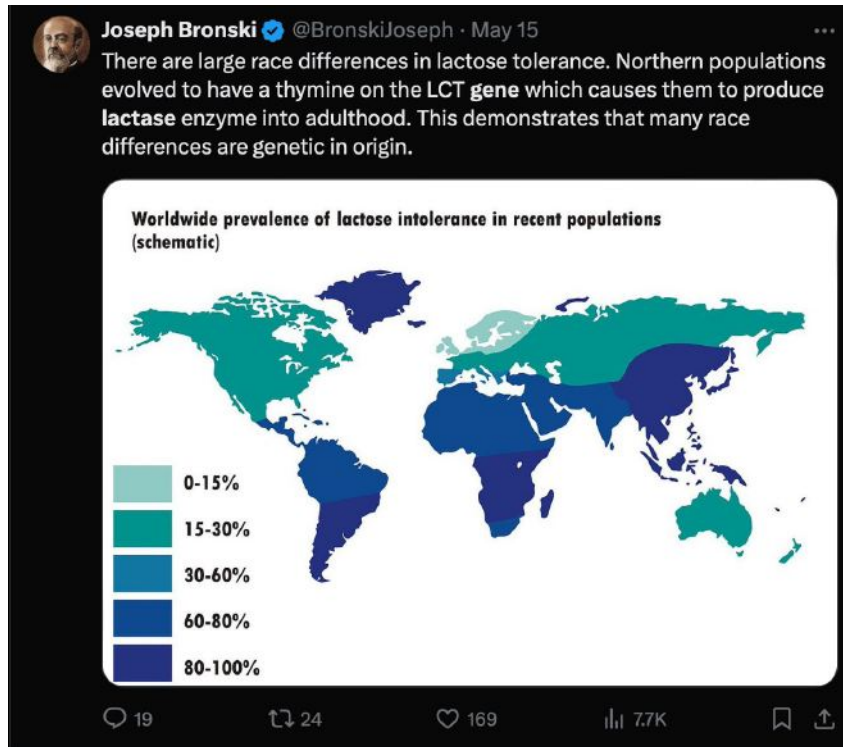 Joseph Bronski @BronskiJoseph · May 15
There are large race differences in lactose tolerance. Northern populations
evolved to have a thymine on the LCT gene which causes them to produce
lactase enzyme into adulthood. This demonstrates that many race
differences are genetic in origin.
Worldwide prevalence of lactose intolerance in recent populations
(schematic)
0-15%
15-30%
30-60%
60-80%
80-100%
19 24 169 7.7K